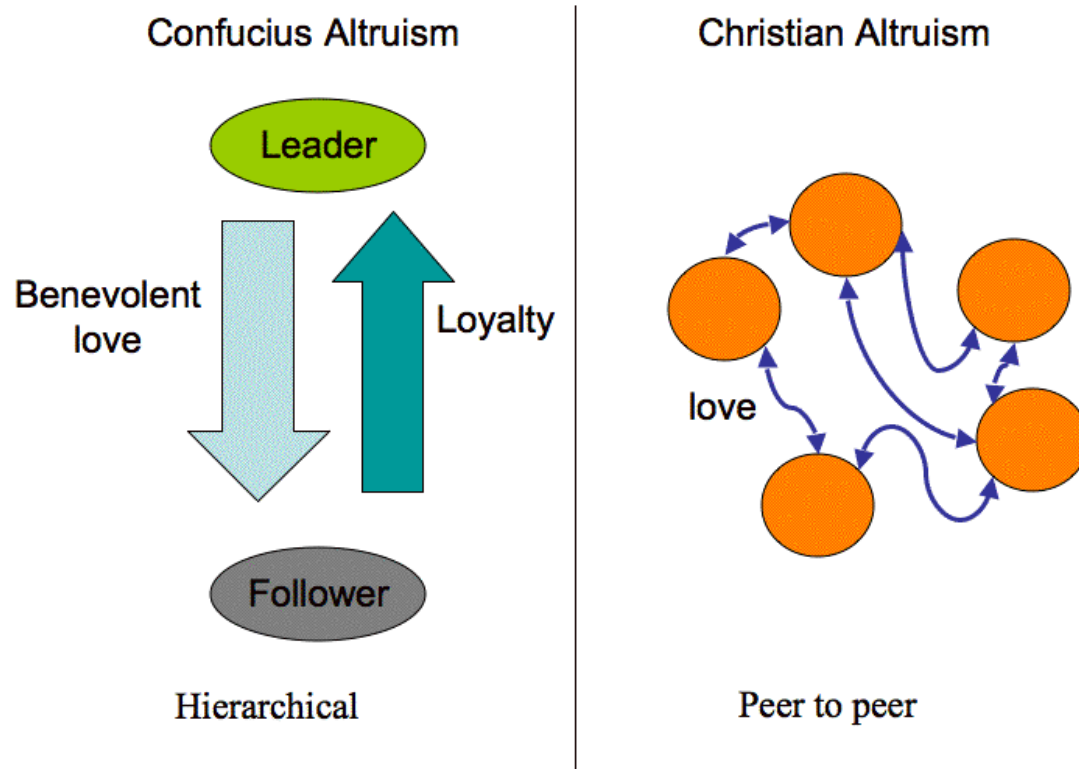 Confucius Altruism
Leader
Benevolent
love
Loyalty
Follower
Hierarchical
Christian Altruism
love
Peer to peer